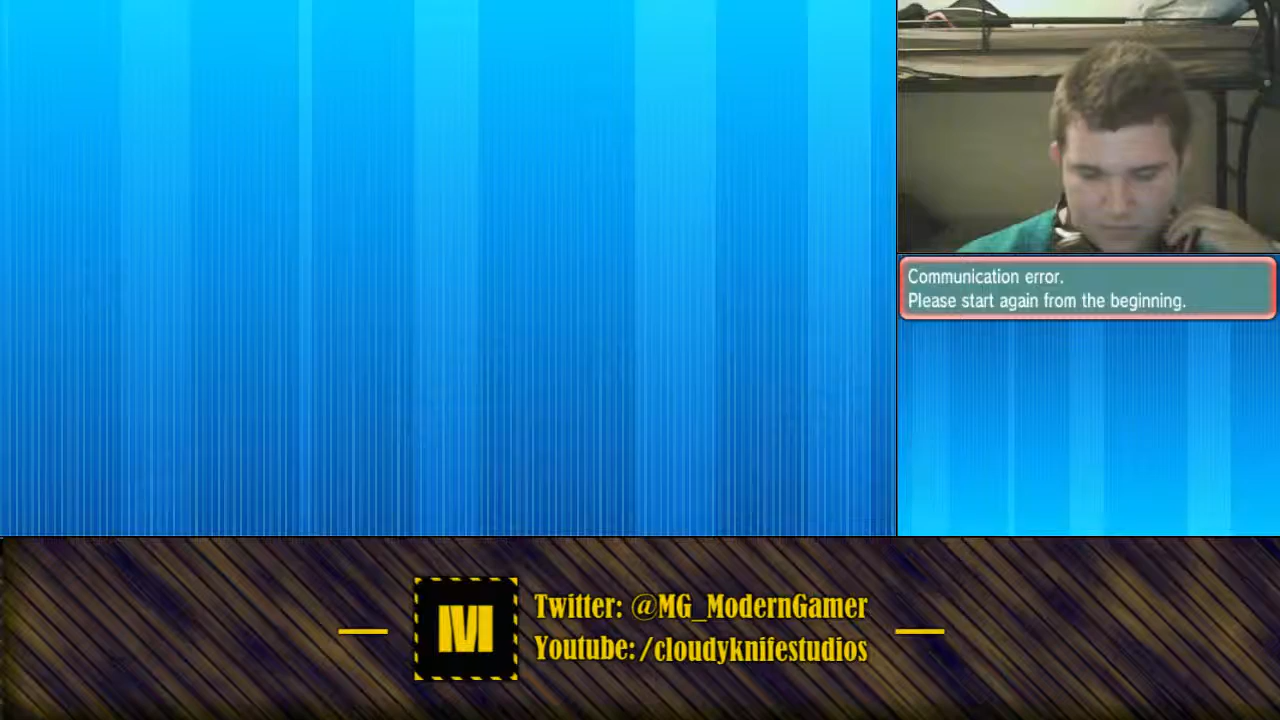 Communication error.
Please start again from the beginning.
M
Twitter: @MG_ModernGamer
Youtube: /cloudyknifestudios